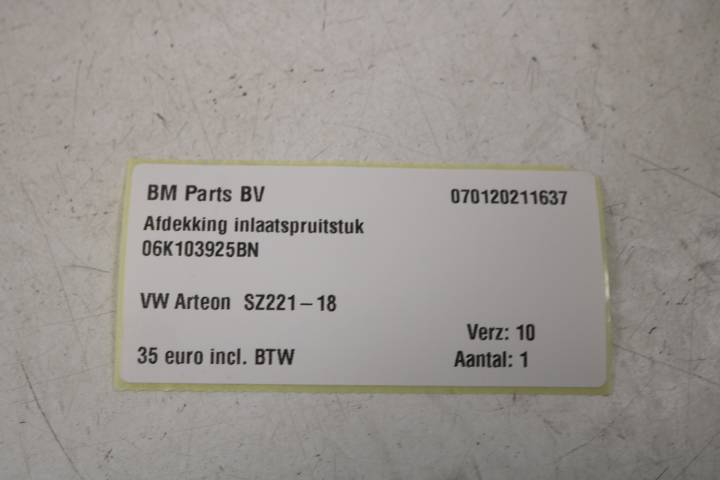 BM Parts BV 070120211637
Afdekking inlaatspruitstuk
06K103925BN
VW Arteon SZ221-18
Verz: 10
35 euro incl. BTW Aantal: 1